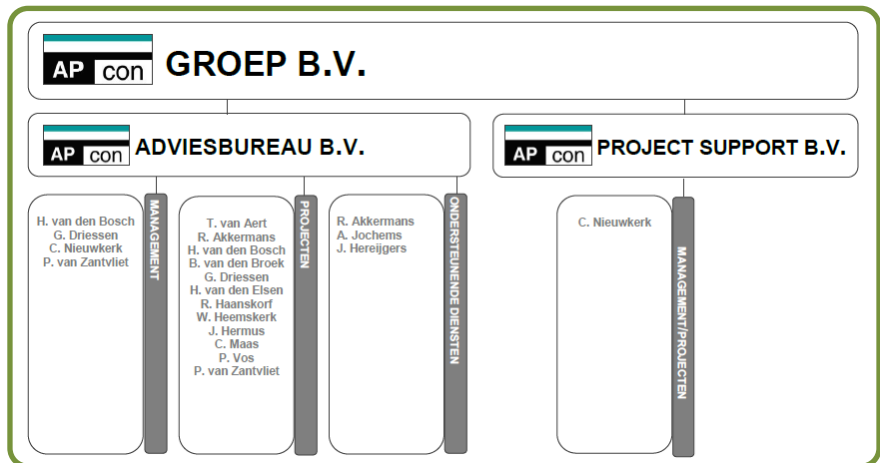 AP con GROEP B.V.
AP con ADVIESBUREAU B.V.
AP con PROJECT SUPPORT B.V.
H. van den Bosch
G. Driessen
C. Nieuwkerk
P. van Zantvliet
MANAGEMENT
T. van Aert
R. Akkermans
H. van den Bosch
B. van den Broek
G. Driessen
H. van den Elsen
R. Haanskorf
W. Heemskerk
J. Hermus
C. Maas
P. Vos
P. van Zantvliet
PROJECTEN
R. Akkermans
A. Jochems
J. Hereijgers
ONDERSTEUNENDE DIENSTEN
C. Nieuwkerk
MANAGEMENT/PROJECTEN